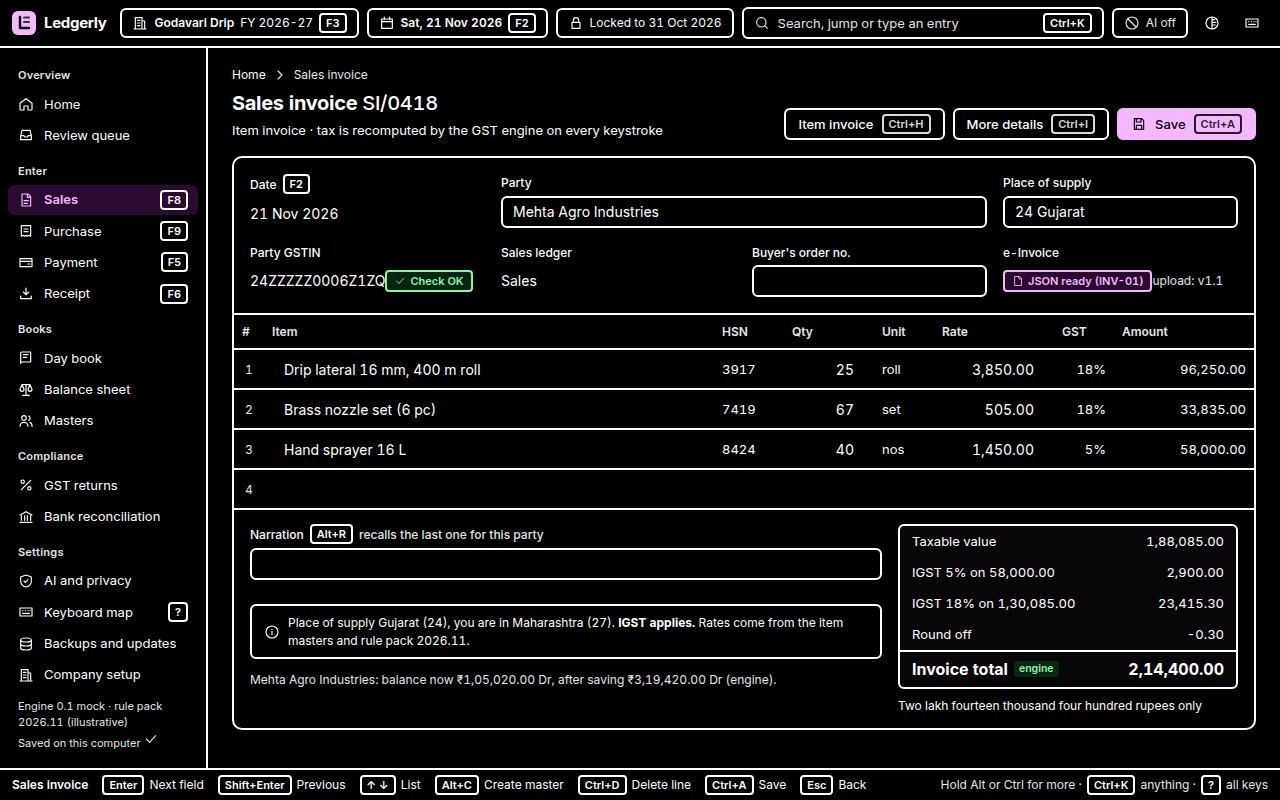 Ledgerly
Godavari Drip FY 2026-27 F3
Sat, 21 Nov 2026 F2
Locked to 31 Oct 2026
Search, jump or type an entry Ctrl+K
AI off
Overview
Home
Review queue
Enter
Sales F8
Purchase F9
Payment F5
Receipt F6
Books
Day book
Balance sheet
Masters
Compliance
GST returns
Bank reconciliation
Settings
AI and privacy
Keyboard map ?
Backups and updates
Company setup
Engine 0.1 mock · rule pack
2026.11 (illustrative)
Saved on this computer
Home Sales invoice
Sales invoice SI/0418
Item invoice · tax is recomputed by the GST engine on every keystroke
Item invoice Ctrl+H
More details Ctrl+I
Save Ctrl+A
Date F2
21 Nov 2026
Party
Mehta Agro Industries
Place of supply
24 Gujarat
Party GSTIN
24ZZZZZ0006Z1ZQ Check OK
Sales ledger
Sales
Buyer's order no.
e-Invoice
JSON ready (INV-01) upload: v1.1
# Item HSN Qty Unit Rate GST Amount
1 Drip lateral 16 mm, 400 m roll 3917 25 roll 3,850.00 18% 96,250.00
2 Brass nozzle set (6 pc) 7419 67 set 505.00 18% 33,835.00
3 Hand sprayer 16 L 8424 40 nos 1,450.00 5% 58,000.00
4
Narration Alt+R recalls the last one for this party
Place of supply Gujarat (24), you are in Maharashtra (27). IGST applies. Rates come from the item
masters and rule pack 2026.11.
Mehta Agro Industries: balance now ₹1,05,020.00 Dr, after saving ₹3,19,420.00 Dr (engine).
Taxable value 1,88,085.00
IGST 5% on 58,000.00 2,900.00
IGST 18% on 1,30,085.00 23,415.30
Round off -0.30
Invoice total engine 2,14,400.00
Two lakh fourteen thousand four hundred rupees only
Sales invoice Enter Next field Shift+Enter Previous ↑↓ List Alt+C Create master Ctrl+D Delete line Ctrl+A Save Esc Back Hold Alt or Ctrl for more · Ctrl+K anything · ? all keys